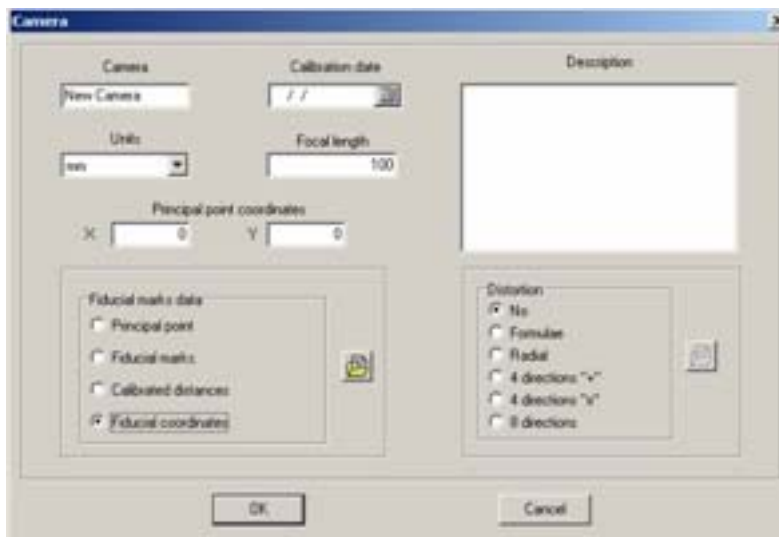 Camera
Camera
Calibration date
Description
New Camera
/ /
Units
Focal length
mm
100
Principal point coordinates
X 0 Y 0
Fiducial marks data
Principal point
Fiducial marks
Calibrated distances
Fiducial coordinates
Distortion
No
Formulae
Radial
4 directions "+"
4 directions "x"
8 directions
OK
Cancel